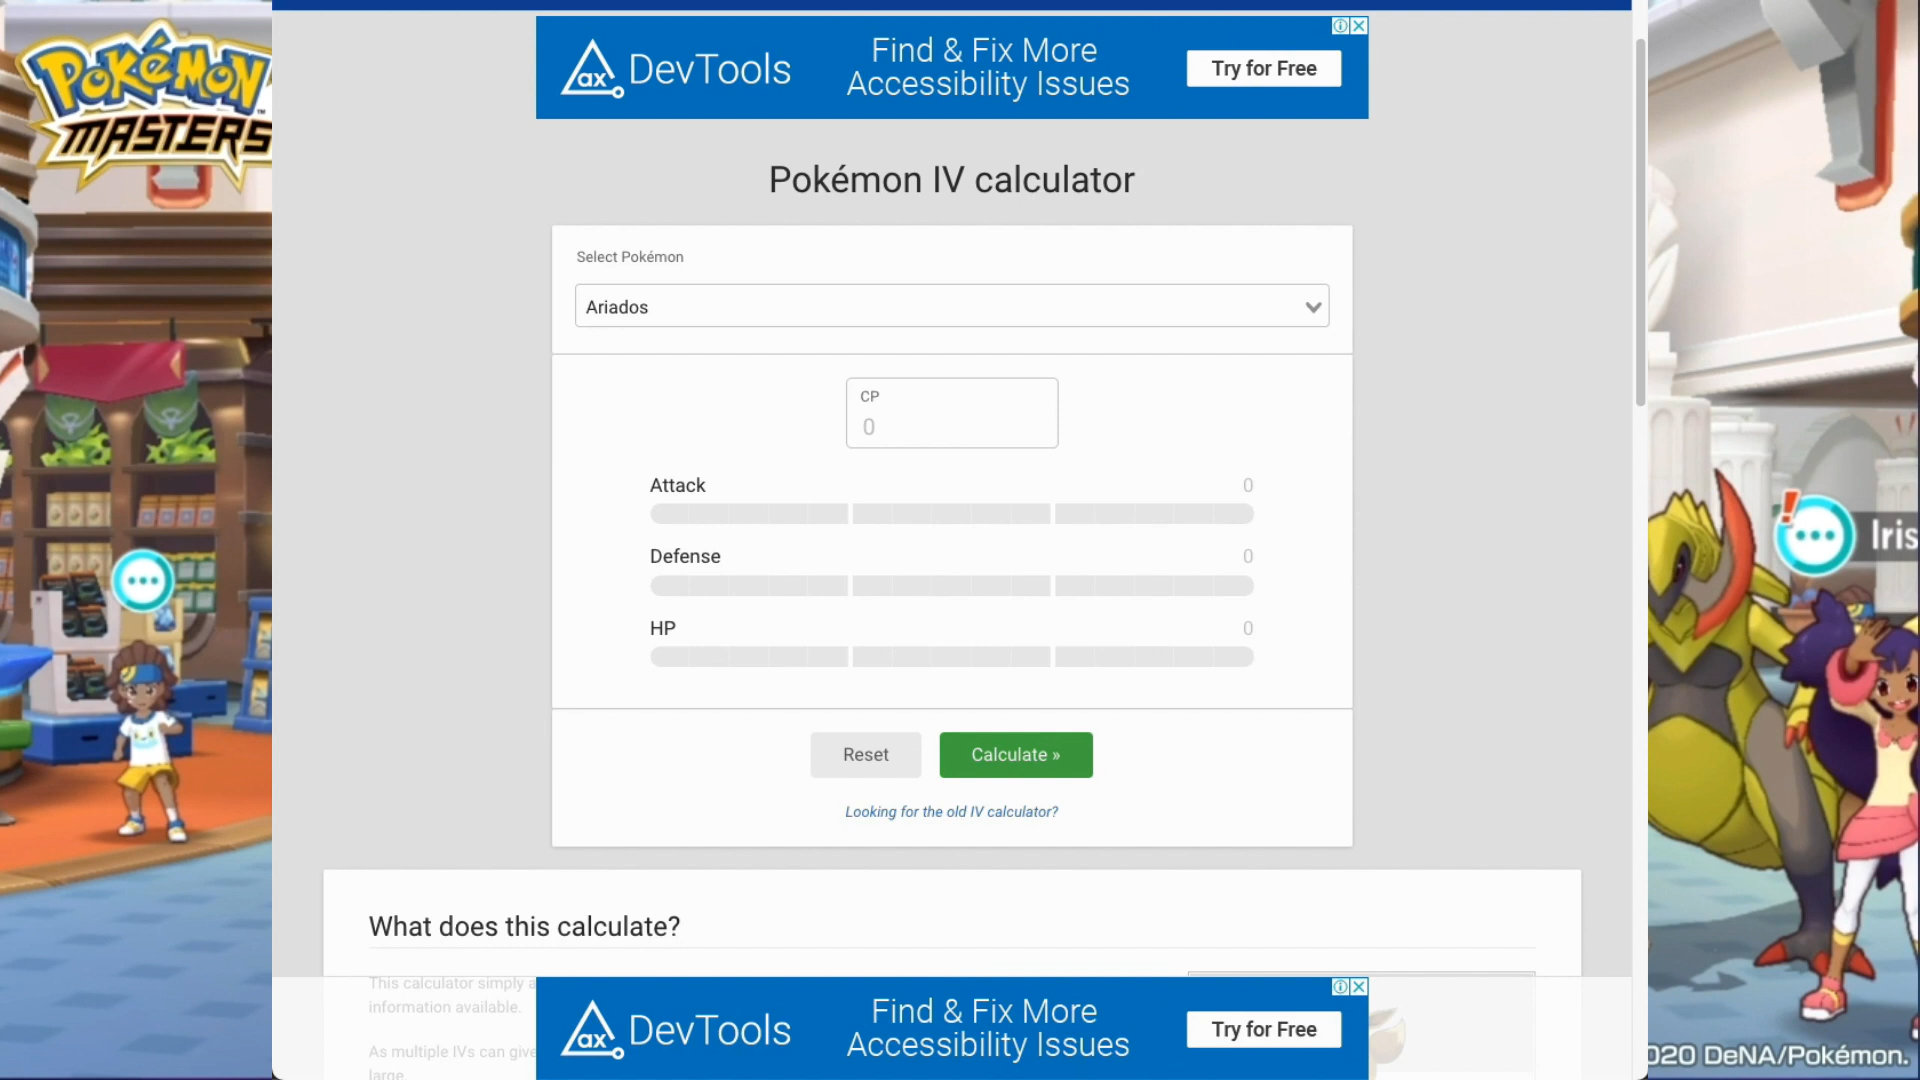 POKéMON
MASTERS
ax DevTools
Find & Fix More
Accessibility Issues
Try for Free
Pokémon IV calculator
Select Pokémon
Ariados
CP
0
Attack 0
Defense 0
HP 0
Reset
Calculate »
Looking for the old IV calculator?
Iris
What does this calculate?
This calculator simply a
information available.
As multiple IVs can give
large.
ax DevTools
Find & Fix More
Accessibility Issues
Try for Free
020 DeNA/Pokémon.